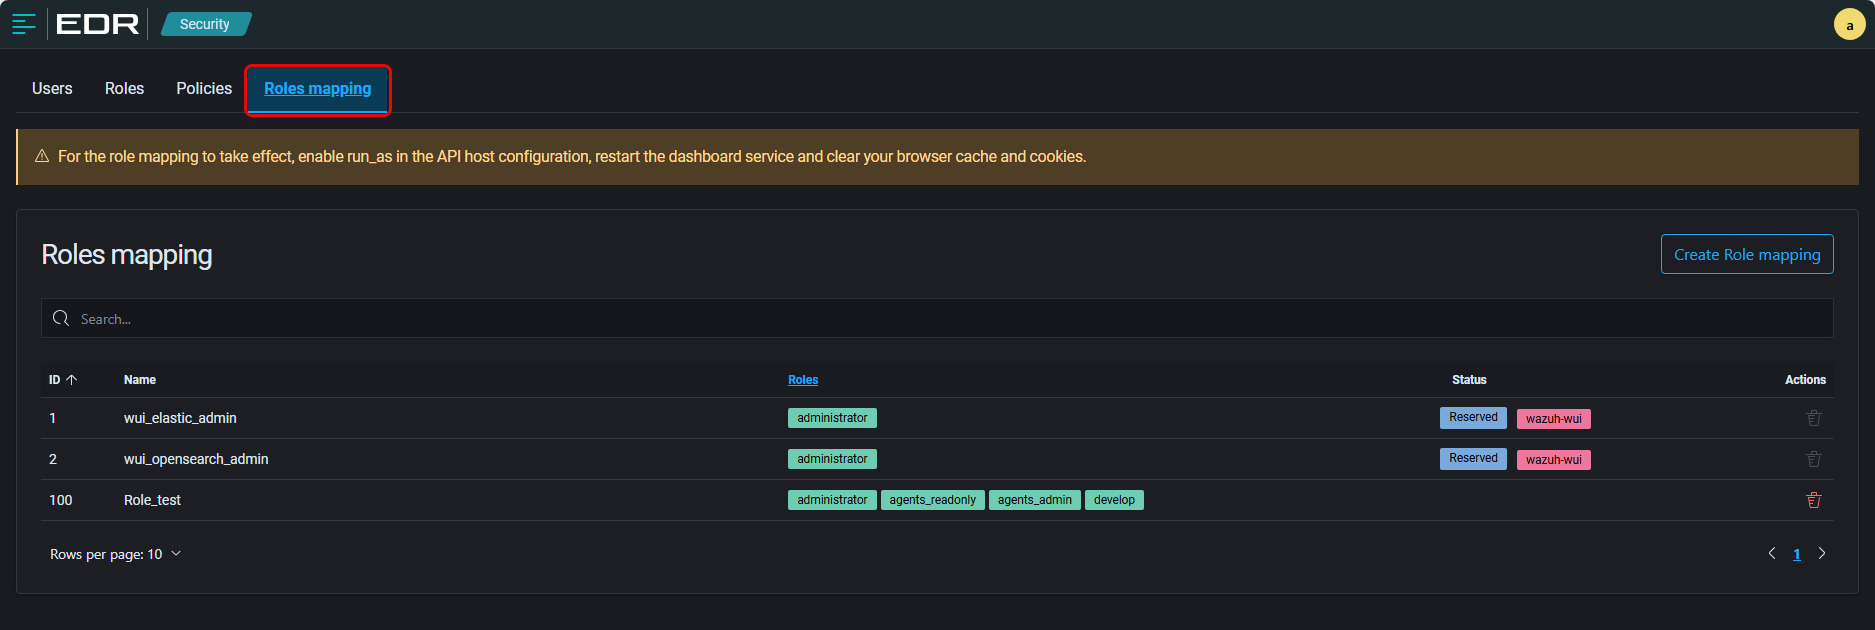 EDR Security a
Users Roles Policies Roles mapping
For the role mapping to take effect, enable run_as in the API host configuration, restart the dashboard service and clear your browser cache and cookies.
Roles mapping Create Role mapping
Search...
ID Name Roles Status Actions
1 wui_elastic_admin administrator Reserved wazuh-wui
2 wui_opensearch_admin administrator Reserved wazuh-wui
100 Role_test administrator agents_readonly agents_admin develop
Rows per page: 10 1